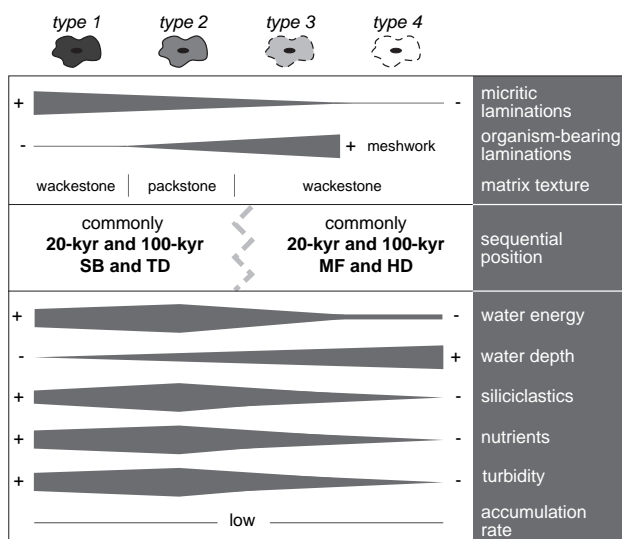 type 1 type 2 type 3 type 4
+ - micritic
laminations
- + meshwork organism-bearing
laminations
wackestone packstone wackestone matrix texture
commonly
20-kyr and 100-kyr
SB and TD
commonly
20-kyr and 100-kyr
MF and HD
sequential
position
+ - water energy
- + water depth
+ - siliciclastics
+ - nutrients
+ - turbidity
low accumulation
rate